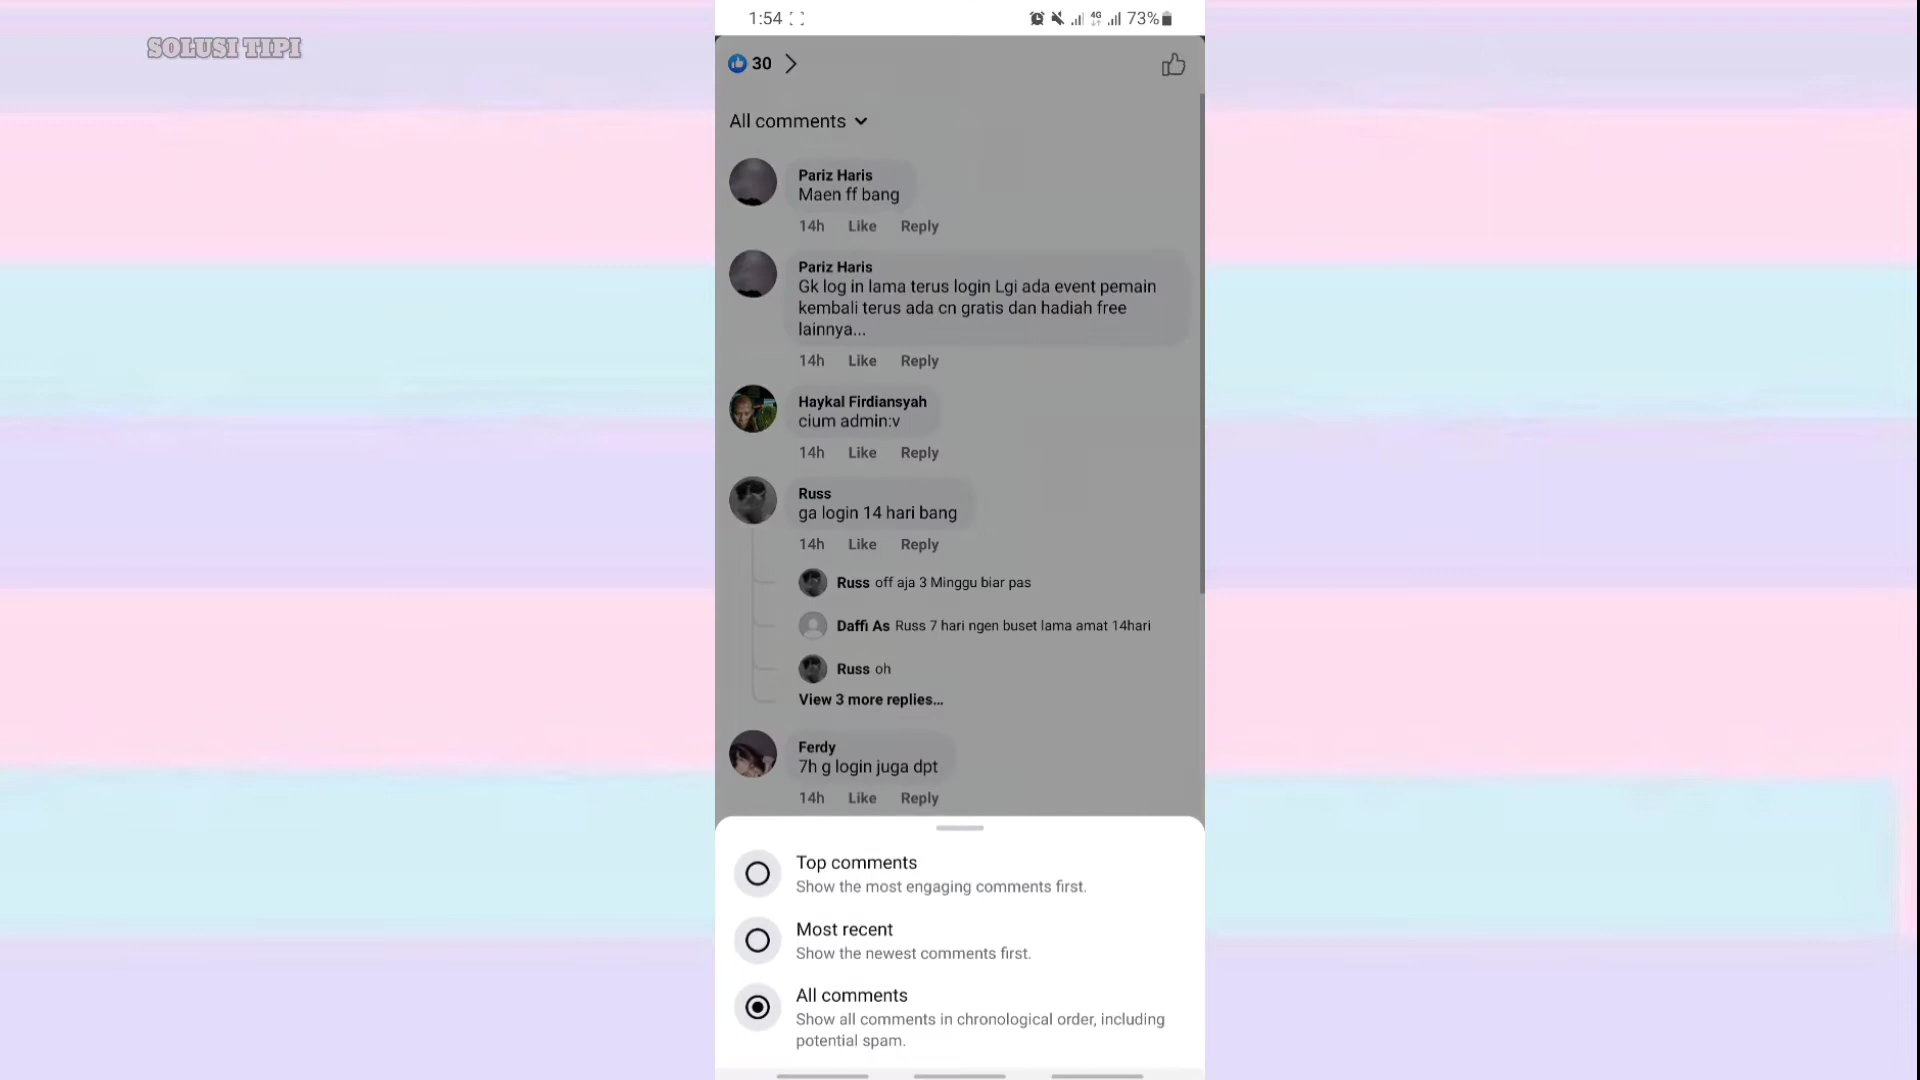 1:54
4G
73%
SOLUSI TIPI
30
All comments
Pariz Haris
Maen ff bang
14h Like Reply
Pariz Haris
Gk log in lama terus login Lgi ada event pemain
kembali terus ada cn gratis dan hadiah free
lainnya...
14h Like Reply
Haykal Firdiansyah
cium admin:v
14h Like Reply
Russ
ga login 14 hari bang
14h Like Reply
Russ off aja 3 Minggu biar pas
Daffi As Russ 7 hari ngen buset lama amat 14hari
Russ oh
View 3 more replies...
Ferdy
7h g login juga dpt
14h Like Reply
Top comments
Show the most engaging comments first.
Most recent
Show the newest comments first.
All comments
Show all comments in chronological order, including
potential spam.